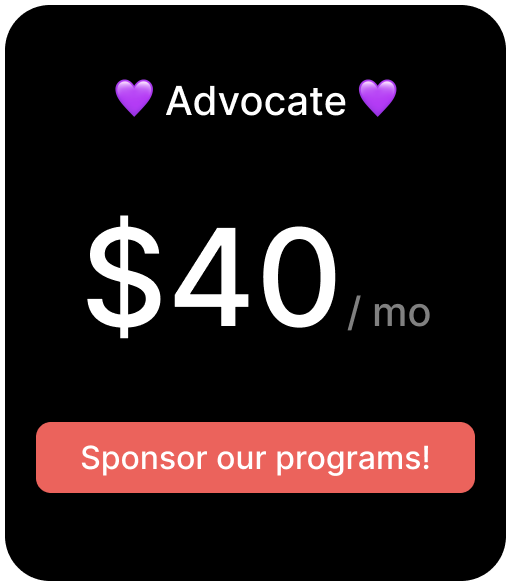 💜 Advocate 💜
$40 / mo
Sponsor our programs!